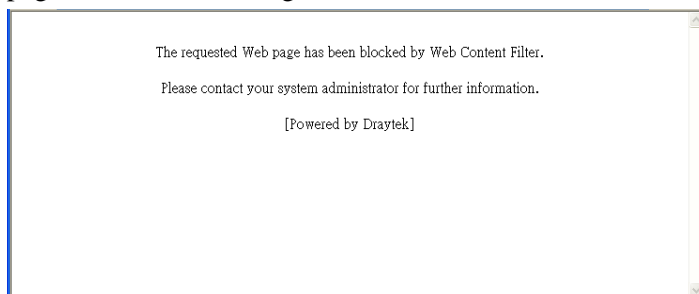 The requested Web page has been blocked by Web Content Filter.
Please contact your system administrator for further information.
[Powered by Draytek]